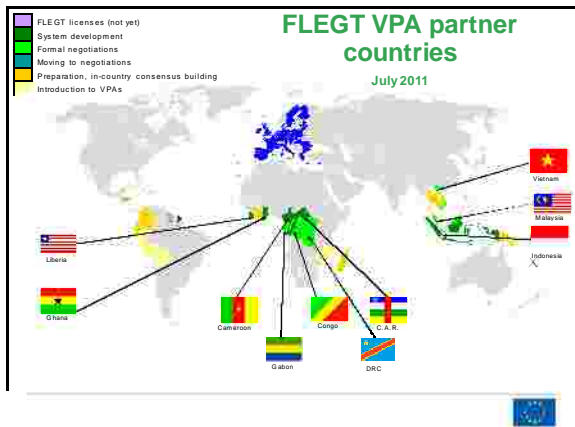 FLEGT licenses (not yet)
System development
Formal negotiations
Moving to negotiations
Preparation, in-country consensus building
Introduction to VPAs
FLEGT VPA partner
countries
July 2011
Vietnam
Malaysia
Indonesia
Liberia
Ghana
Cameroon
Congo
C.A.R.
Gabon
DRC